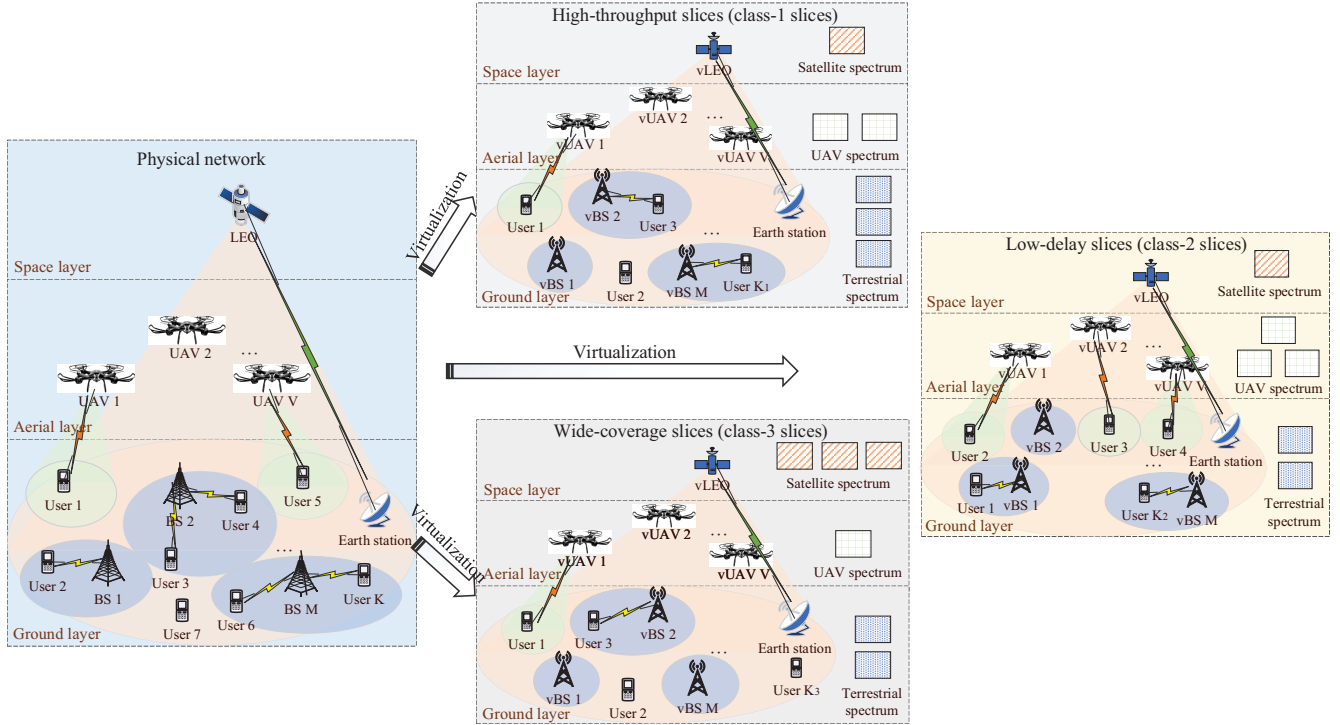 Physical network
LEO
Space layer
UAV 2
...
UAV 1
UAV V
Aerial layer
User 1
User 5
BS 2
User 4
Earth station
User 2
BS 1
User 3
...
BS M
User K
User 6
User 7
Ground layer
Virtualization
Virtualization
Virtualization
High-throughput slices (class-1 slices)
vLEO
Satellite spectrum
Space layer
vUAV 2
...
vUAV 1
vUAV V
UAV spectrum
Aerial layer
User 1
vBS 2
User 3
...
Earth station
vBS 1
User 2
vBS M
User K1
Terrestrial
spectrum
Ground layer
Wide-coverage slices (class-3 slices)
vLEO
Satellite spectrum
Space layer
vUAV 2
...
vUAV 1
vUAV V
UAV spectrum
Aerial layer
User 1
User 3
vBS 2
Earth station
...
vBS 1
User 2
vBS M
User K3
Terrestrial
spectrum
Ground layer
Low-delay slices (class-2 slices)
vLEO
Satellite spectrum
Space layer
vUAV 2
...
vUAV 1
vUAV V
UAV spectrum
Aerial layer
User 2
vBS 2
User 3
User 4
Earth station
...
User 1
vBS 1
User K2
vBS M
Terrestrial
spectrum
Ground layer